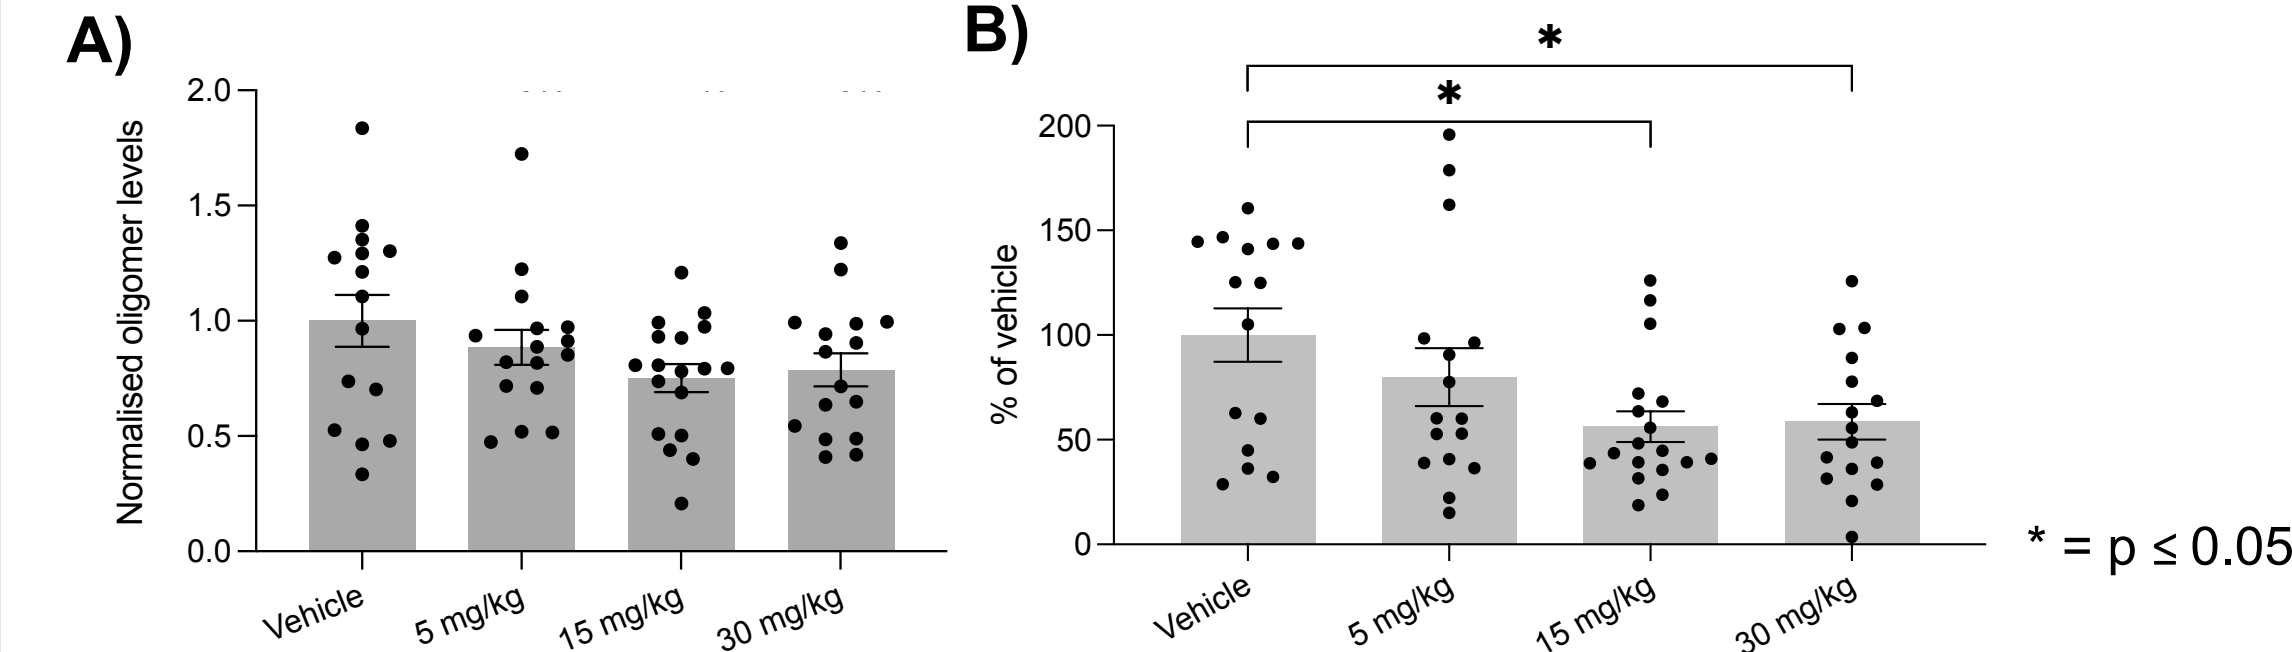 A)
Normalised oligomer levels
2.0
1.5
1.0
0.5
0.0
Vehicle
5 mg/kg
15 mg/kg
30 mg/kg
B)
*
*
% of vehicle
200
150
100
50
0
Vehicle
5 mg/kg
15 mg/kg
30 mg/kg
* = p ≤ 0.05